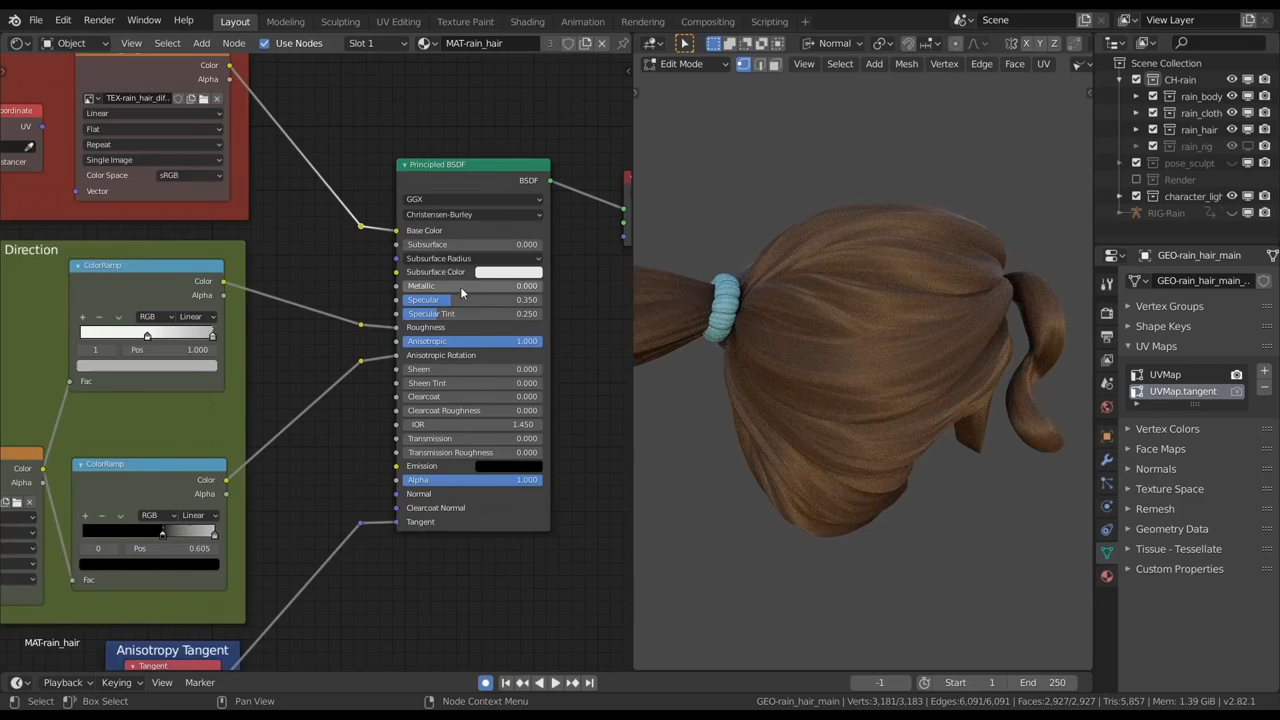 File Edit Render Window Help Layout Modeling Sculpting UV Editing Texture Paint Shading Animation Rendering Compositing Scripting Scene View Layer
Object View Select Add Node Use Nodes Slot 1 MAT-rain_hair 3 Normal X Y Z
Edit Mode View Select Add Mesh Vertex Edge Face UV
Color
Alpha
TEX-rain_hair_dif..
Linear
Flat
Repeat
Single Image
Color Space sRGB
Vector
oordinate
UV
stancer
Direction
ColorRamp
Color
Alpha
RGB Linear
1 Pos 1.000
Fac
Color
Alpha
ColorRamp
Color
Alpha
RGB Linear
0 Pos 0.605
Fac
MAT-rain_hair
Anisotropy Tangent
Tangent
Principled BSDF
BSDF
GGX
Christensen-Burley
Base Color
Subsurface 0.000
Subsurface Radius
Subsurface Color
Metallic 0.000
Specular 0.350
Specular Tint 0.250
Roughness
Anisotropic 1.000
Anisotropic Rotation
Sheen 0.000
Sheen Tint 0.000
Clearcoat 0.000
Clearcoat Roughness 0.000
IOR 1.450
Transmission 0.000
Transmission Roughness 0.000
Emission
Alpha 1.000
Normal
Clearcoat Normal
Tangent
Scene Collection
CH-rain
rain_body
rain_cloth
rain_hair
rain_rig
pose_sculpt
Render
character_ligh
RIG-Rain
GEO-rain_hair_main
GEO-rain_hair_main_...
Vertex Groups
Shape Keys
UV Maps
UVMap
UVMap.tangent
Vertex Colors
Face Maps
Normals
Texture Space
Remesh
Geometry Data
Tissue - Tessellate
Custom Properties
Playback Keying View Marker -1 Start 1 End 250
Select Box Select Pan View Node Context Menu GEO-rain_hair_main | Verts:3,181/3,183 | Edges:6,091/6,091 | Faces:2,927/2,927 | Tris:5,857 | Mem: 1.39 GiB | v2.82.1